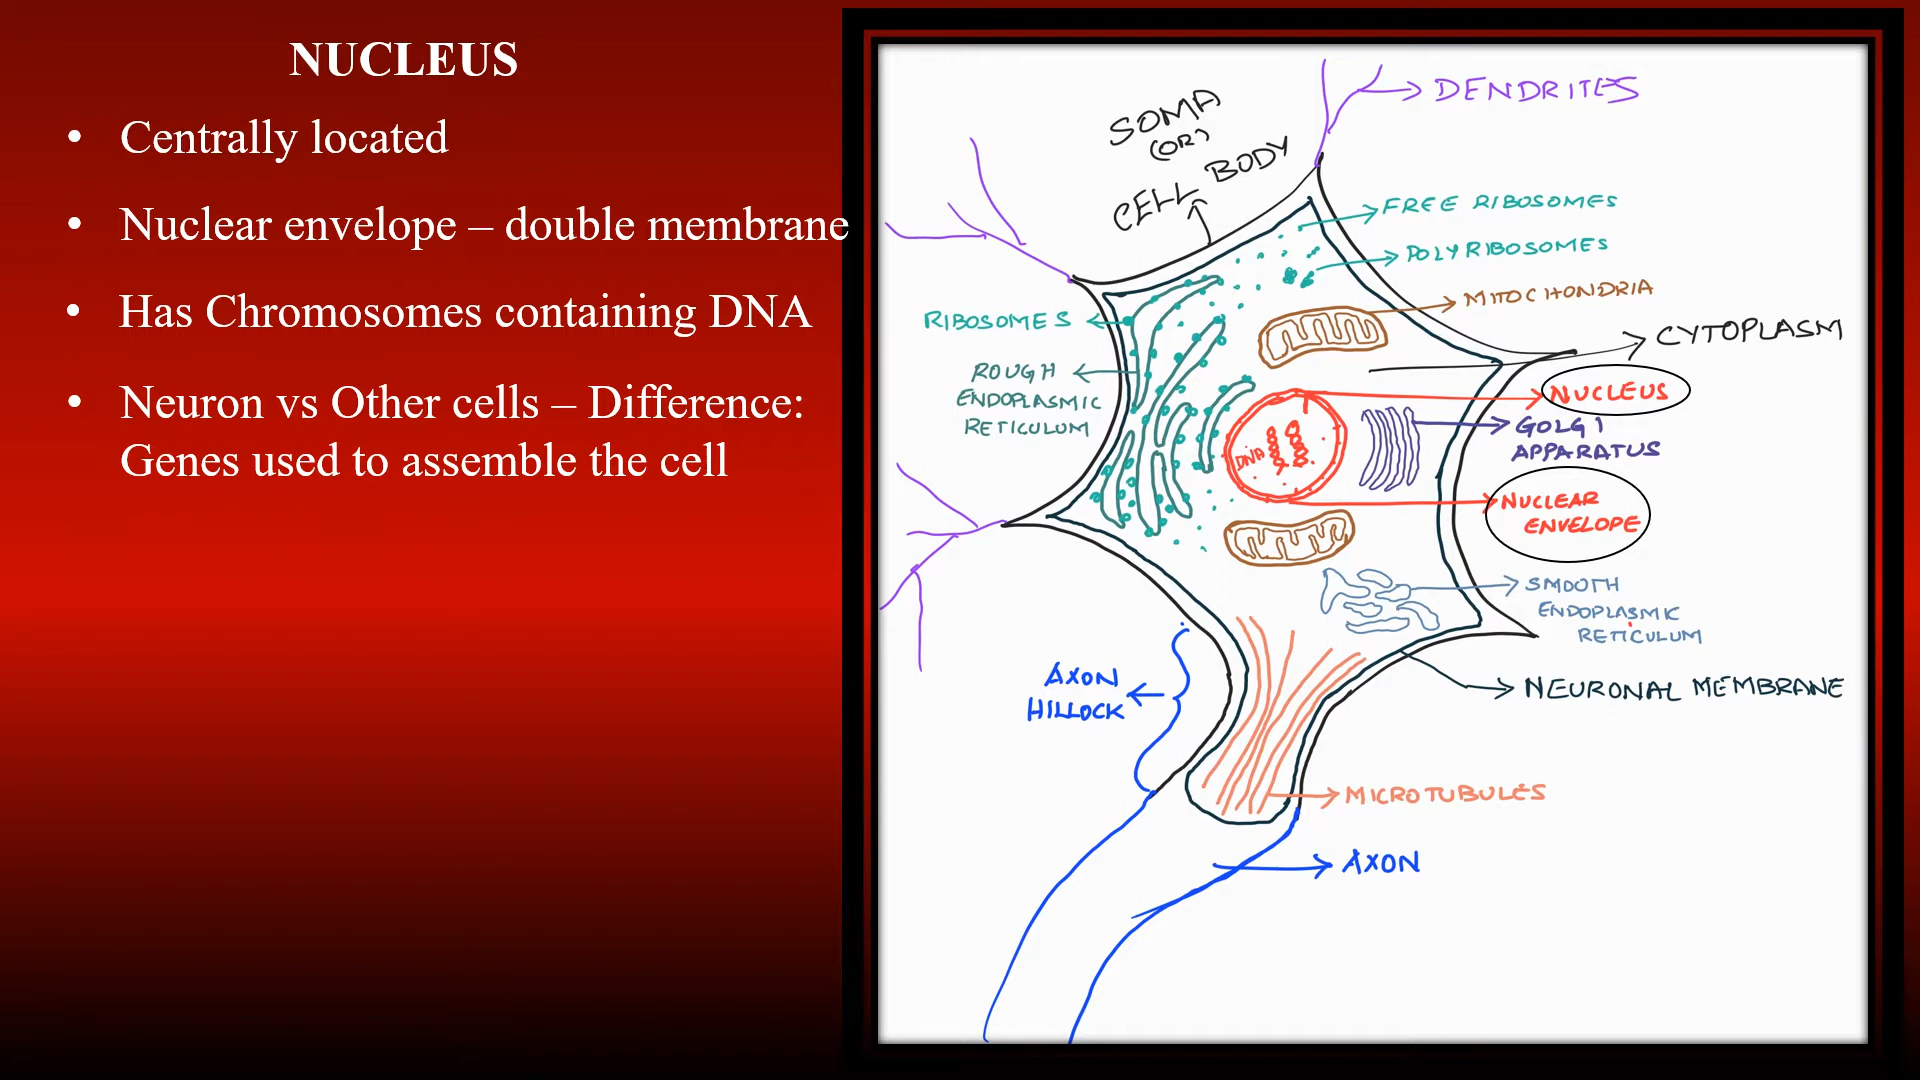 NUCLEUS
• Centrally located
• Nuclear envelope – double membrane
• Has Chromosomes containing DNA
• Neuron vs Other cells – Difference:
Genes used to assemble the cell
DENDRITES
SOMA
(OR)
CELL BODY
FREE RIBOSOMES
POLYRIBOSOMES
MITOCHONDRIA
RIBOSOMES
CYTOPLASM
ROUGH
ENDOPLASMIC
RETICULUM
NUCLEUS
GOLGI
APPARATUS
DNA
NUCLEAR
ENVELOPE
SMOOTH
ENDOPLASMIC
RETICULUM
AXON
HILLOCK
NEURONAL MEMBRANE
MICROTUBULES
AXON